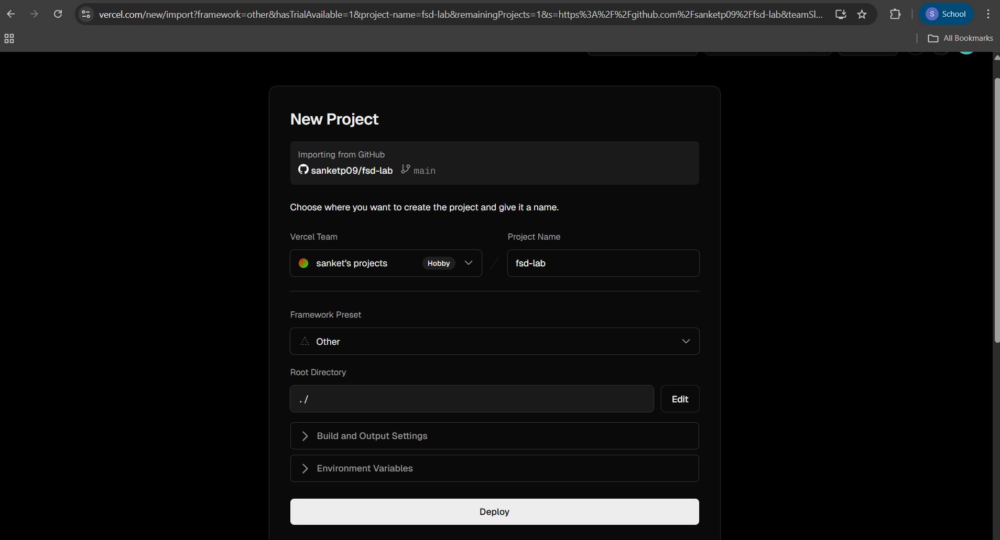 vercel.com/new/import?framework=other&hasTrialAvailable=1&project-name=fsd-lab&remainingProjects=1&s=https%3A%2F%2Fgithub.com%2Fsanketp09%2Ffsd-lab&teamSl...
S School
All Bookmarks
New Project
Importing from GitHub
sanketp09/fsd-lab main
Choose where you want to create the project and give it a name.
Vercel Team Project Name
sanket's projects Hobby / fsd-lab
Framework Preset
Other
Root Directory
./ Edit
Build and Output Settings
Environment Variables
Deploy